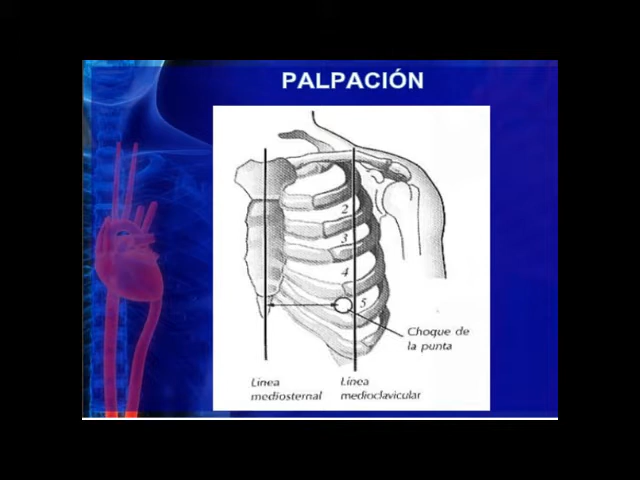 PALPACIÓN
2
3
4
5
Choque de
la punta
Línea
mediosternal
Línea
medioclavicular